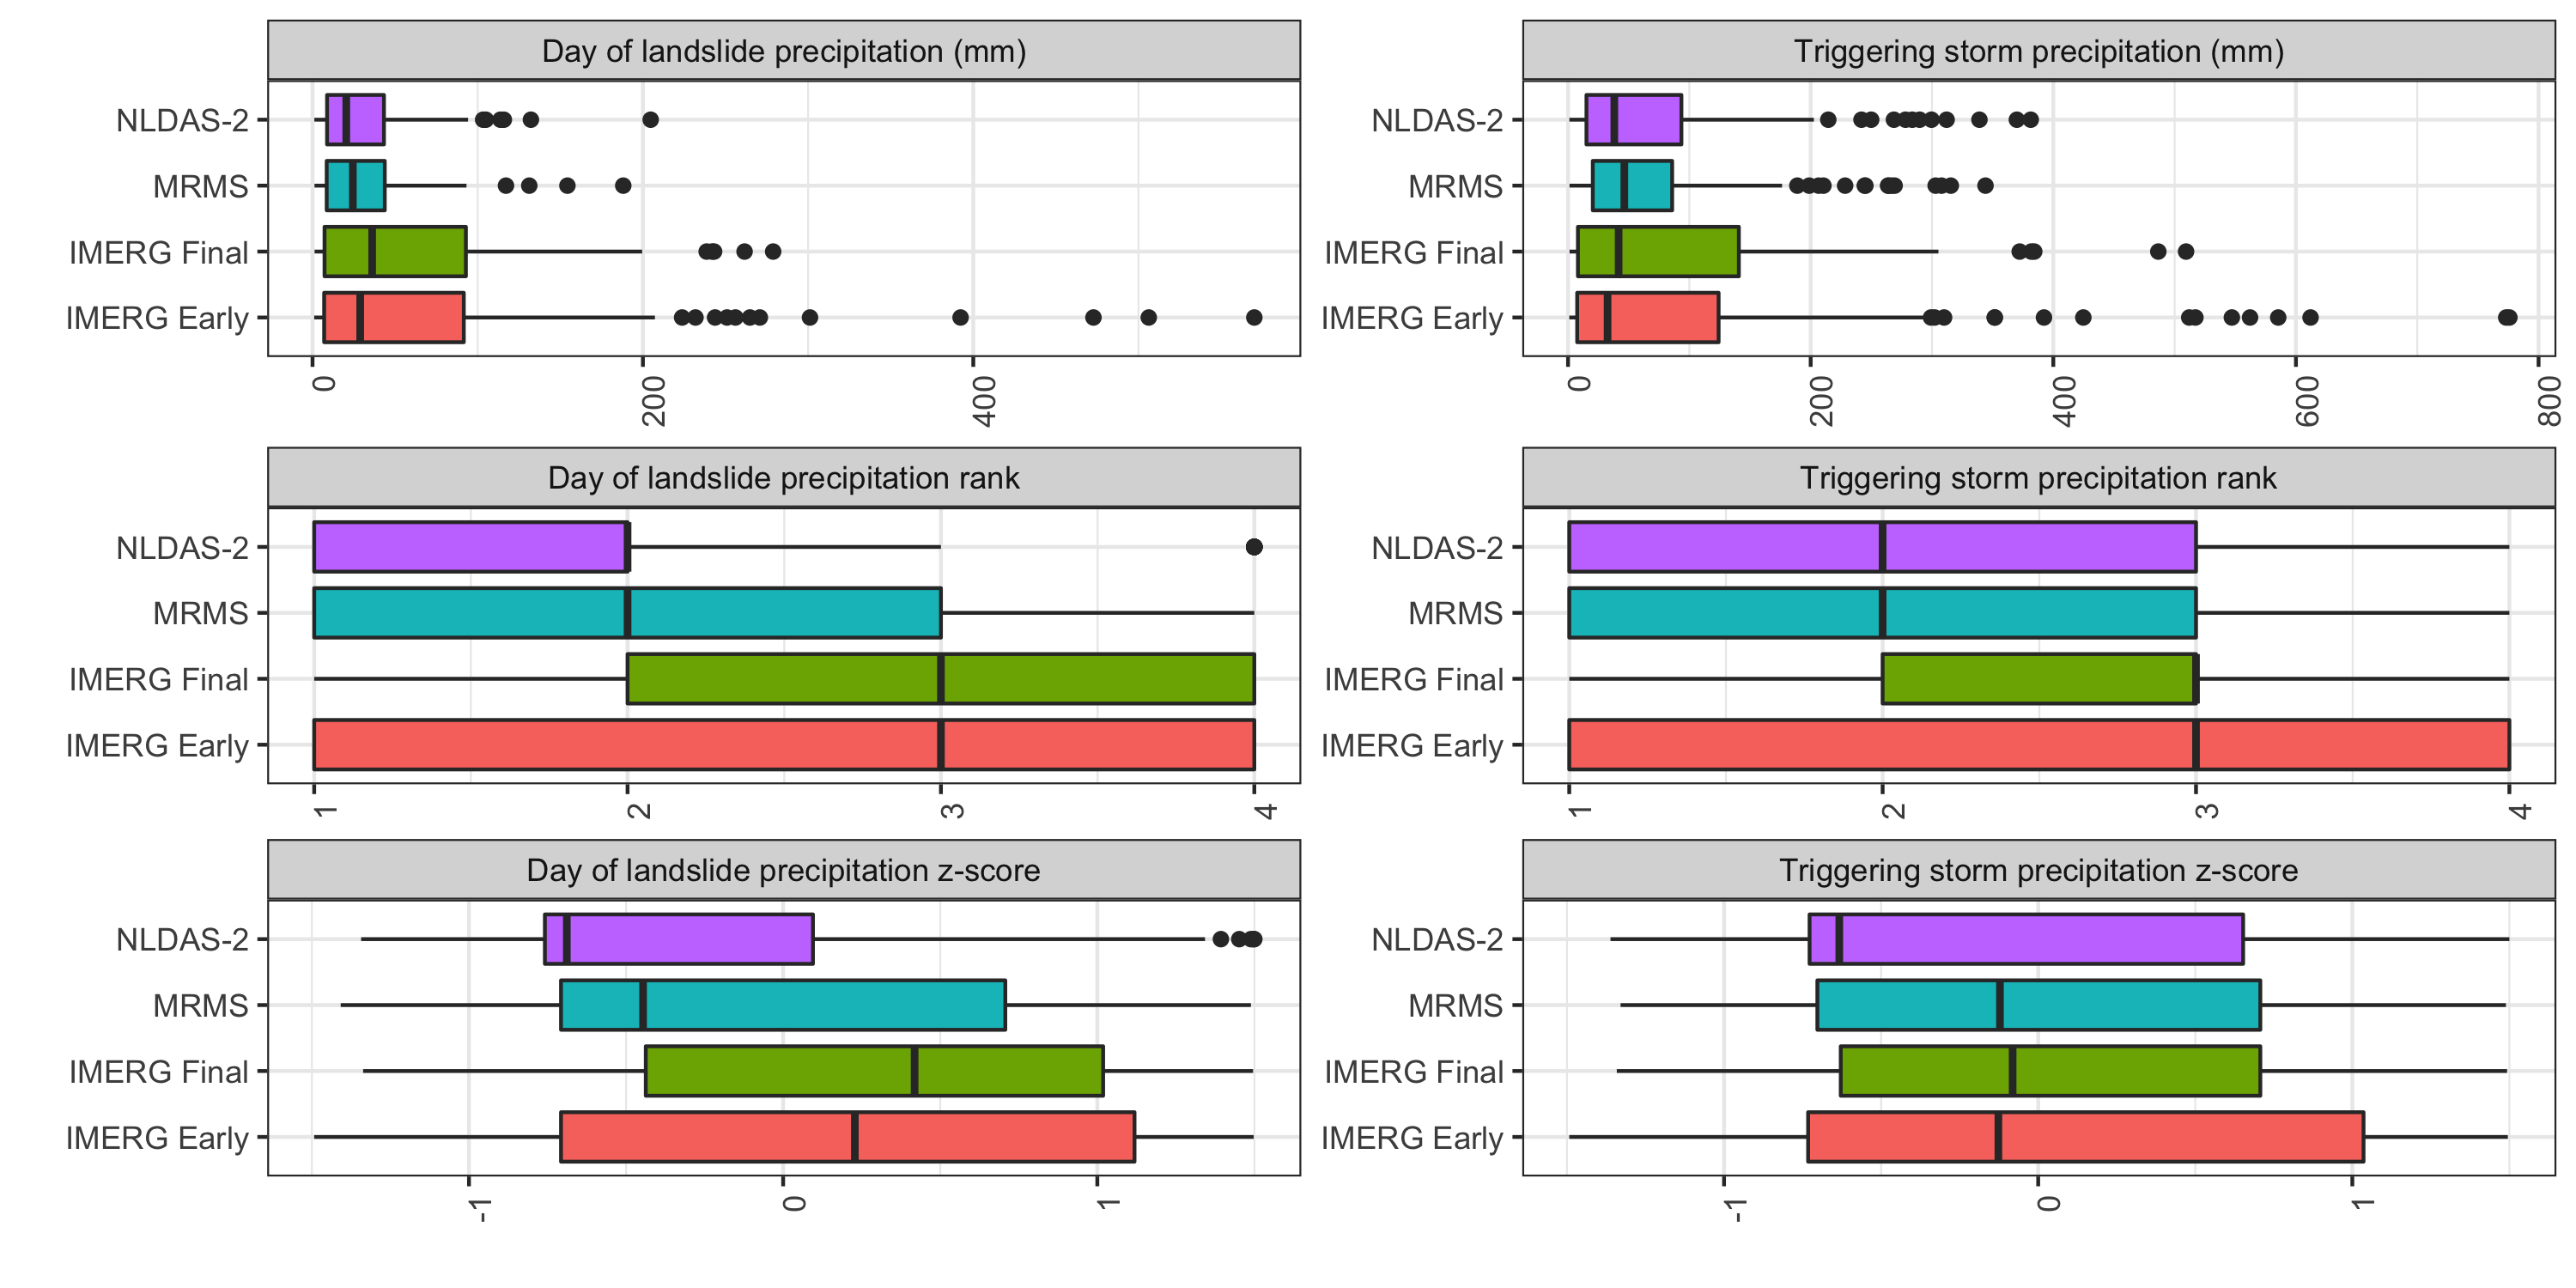 Day of landslide precipitation (mm)
NLDAS-2
MRMS
IMERG Final
IMERG Early
0
200
400
Triggering storm precipitation (mm)
NLDAS-2
MRMS
IMERG Final
IMERG Early
0
200
400
600
800
Day of landslide precipitation rank
NLDAS-2
MRMS
IMERG Final
IMERG Early
1
2
3
4
Triggering storm precipitation rank
NLDAS-2
MRMS
IMERG Final
IMERG Early
1
2
3
4
Day of landslide precipitation z-score
NLDAS-2
MRMS
IMERG Final
IMERG Early
-1
0
1
Triggering storm precipitation z-score
NLDAS-2
MRMS
IMERG Final
IMERG Early
-1
0
1